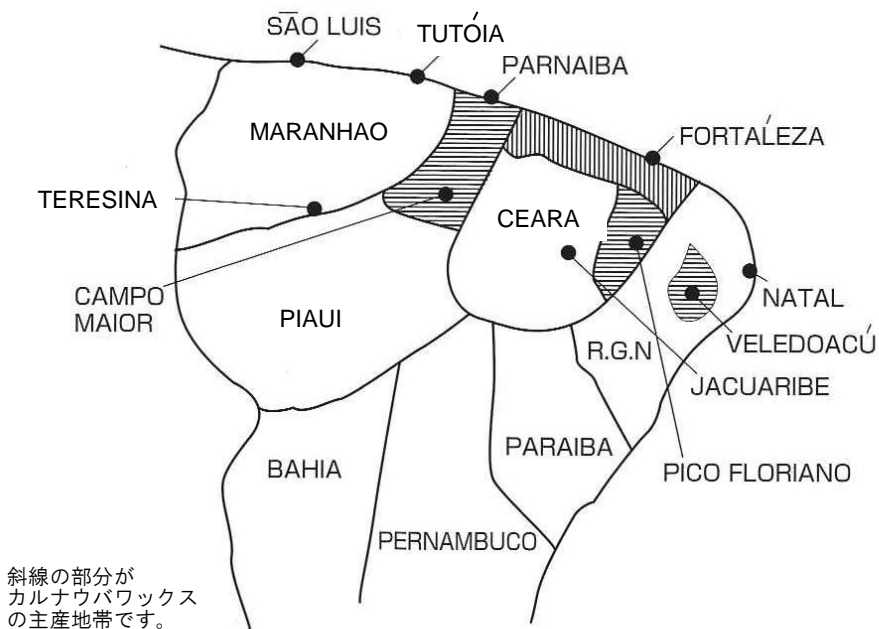 SÃO LUIS
TUTÓIA
PARNAIBA
FORTALEZA
MARANHAO
TERESINA
CEARA
CAMPO
MAIOR
PIAUI
NATAL
VELEDOACÚ
R.G.N
JACUARIBE
PARAIBA
PICO FLORIANO
BAHIA
PERNAMBUCO
斜線の部分が
カルナウバワックス
の主産地帯です。